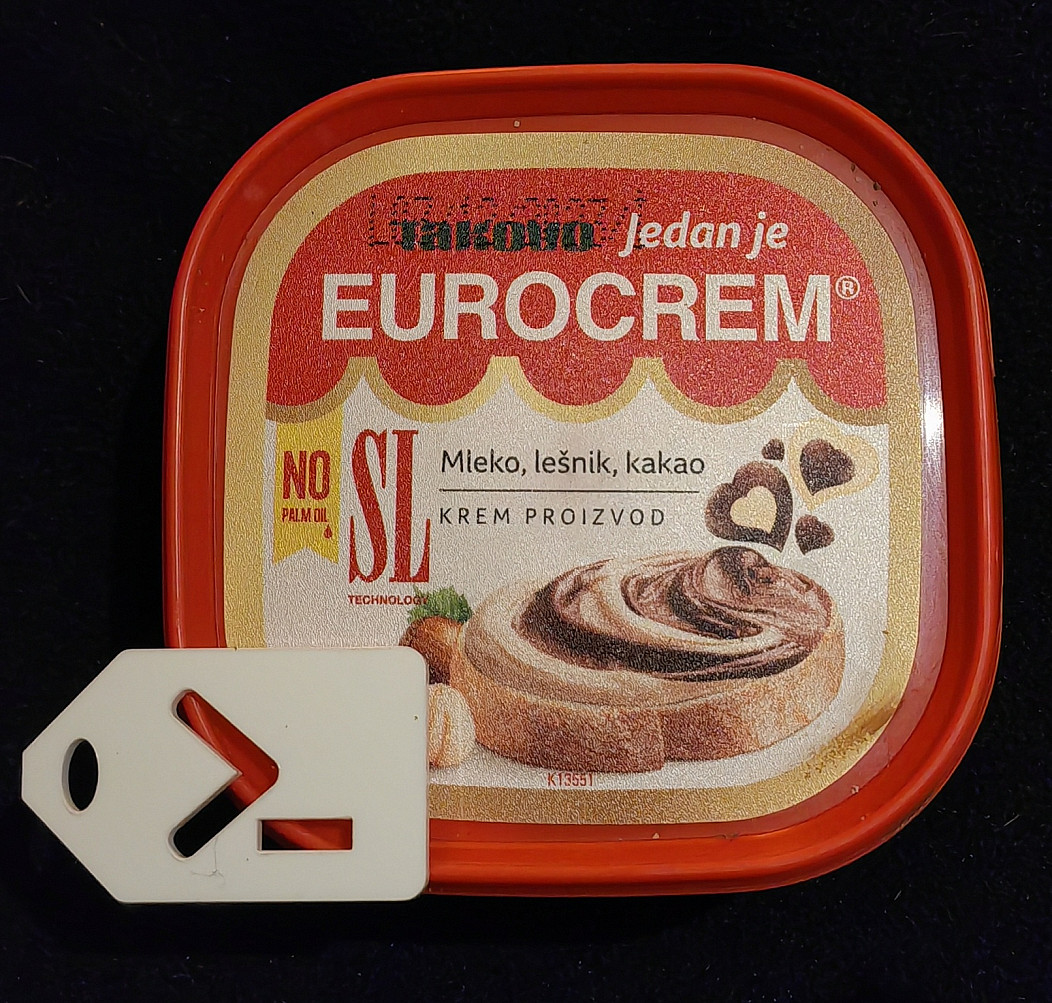 Takovo Jedan je
EUROCREM®
NO
PALM OIL
SL
TECHNOLOGY
Mleko, lešnik, kakao
KREM PROIZVOD
K13551
>_